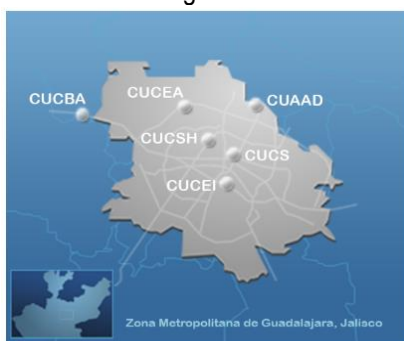 CUCEA
CUAAD
CUCBA
CUCSH
CUCS
CUCEI
Zona Metropolitana de Guadalajara, Jalisco